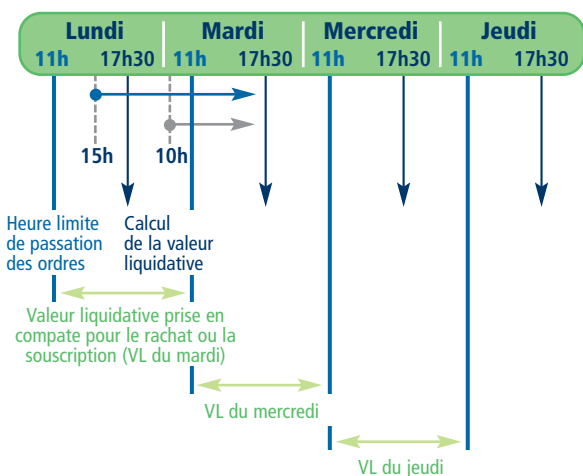 Lundi Mardi Mercredi Jeudi
11h 17h30 11h 17h30 11h 17h30 11h 17h30
15h 10h
Heure limite
de passation
des ordres
Calcul
de la valeur
liquidative
Valeur liquidative prise en
compate pour le rachat ou la
souscription (VL du mardi)
VL du mercredi
VL du jeudi